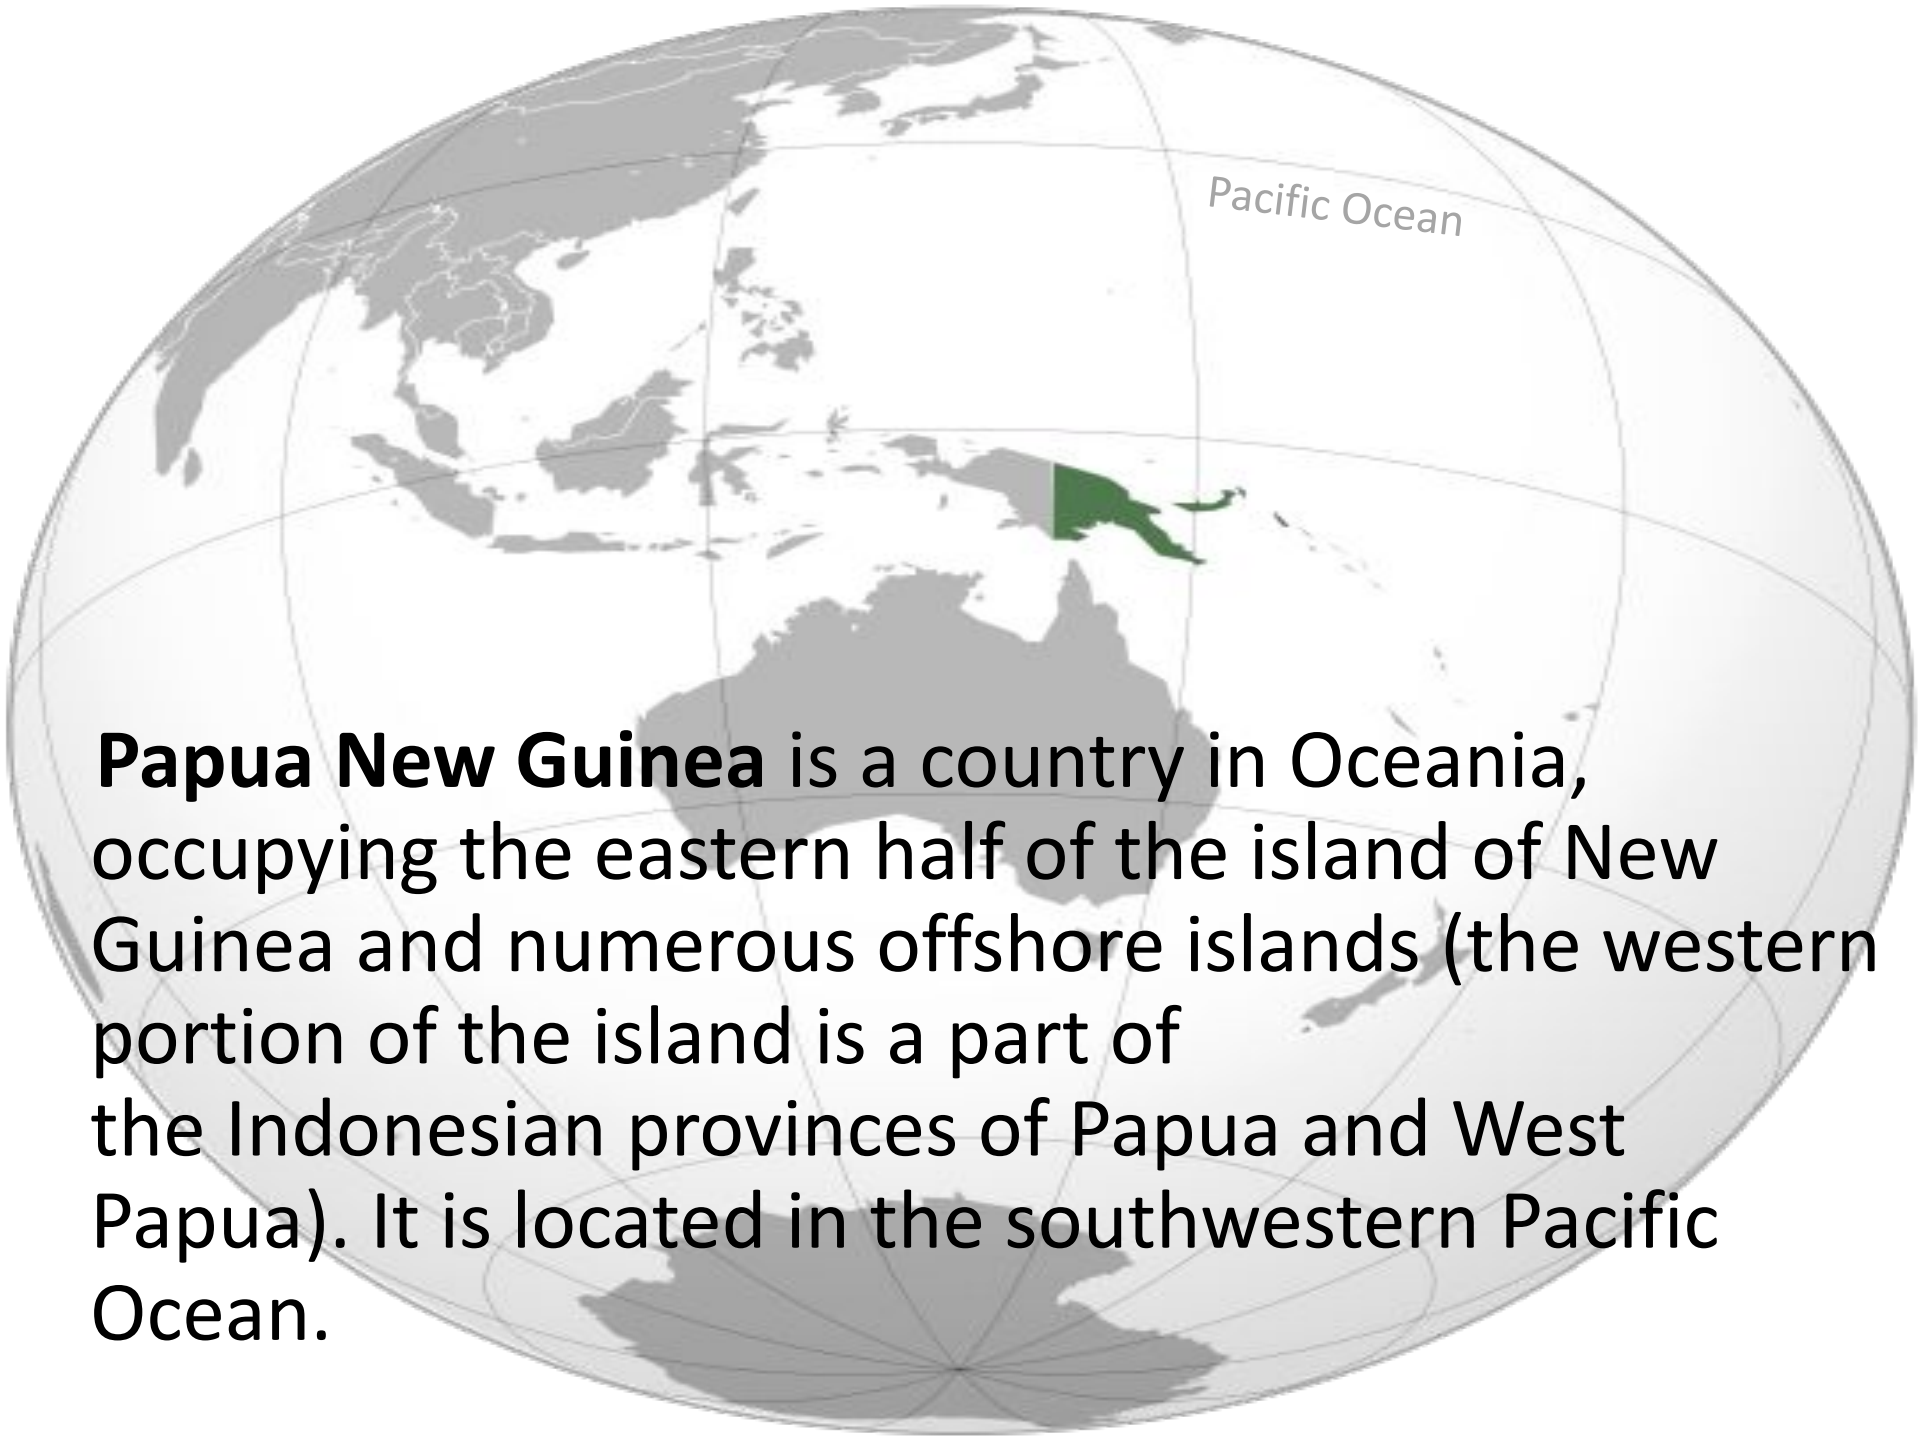 Pacific Ocean
Papua New Guinea is a country in Oceania,
occupying the eastern half of the island of New
Guinea and numerous offshore islands (the western
portion of the island is a part of
the Indonesian provinces of Papua and West
Papua). It is located in the southwestern Pacific
Ocean.